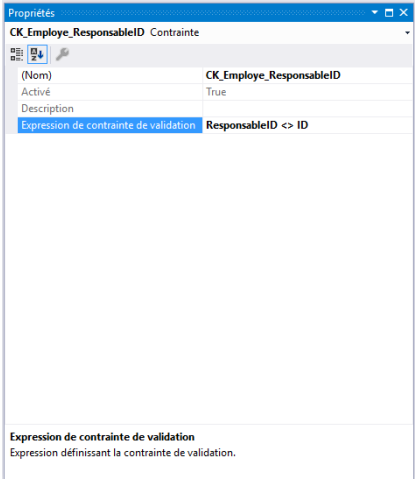 Propriétés
CK_Employe_ResponsableID Contrainte
(Nom) CK_Employe_ResponsableID
Activé True
Description
Expression de contrainte de validation ResponsableID <> ID
Expression de contrainte de validation
Expression définissant la contrainte de validation.